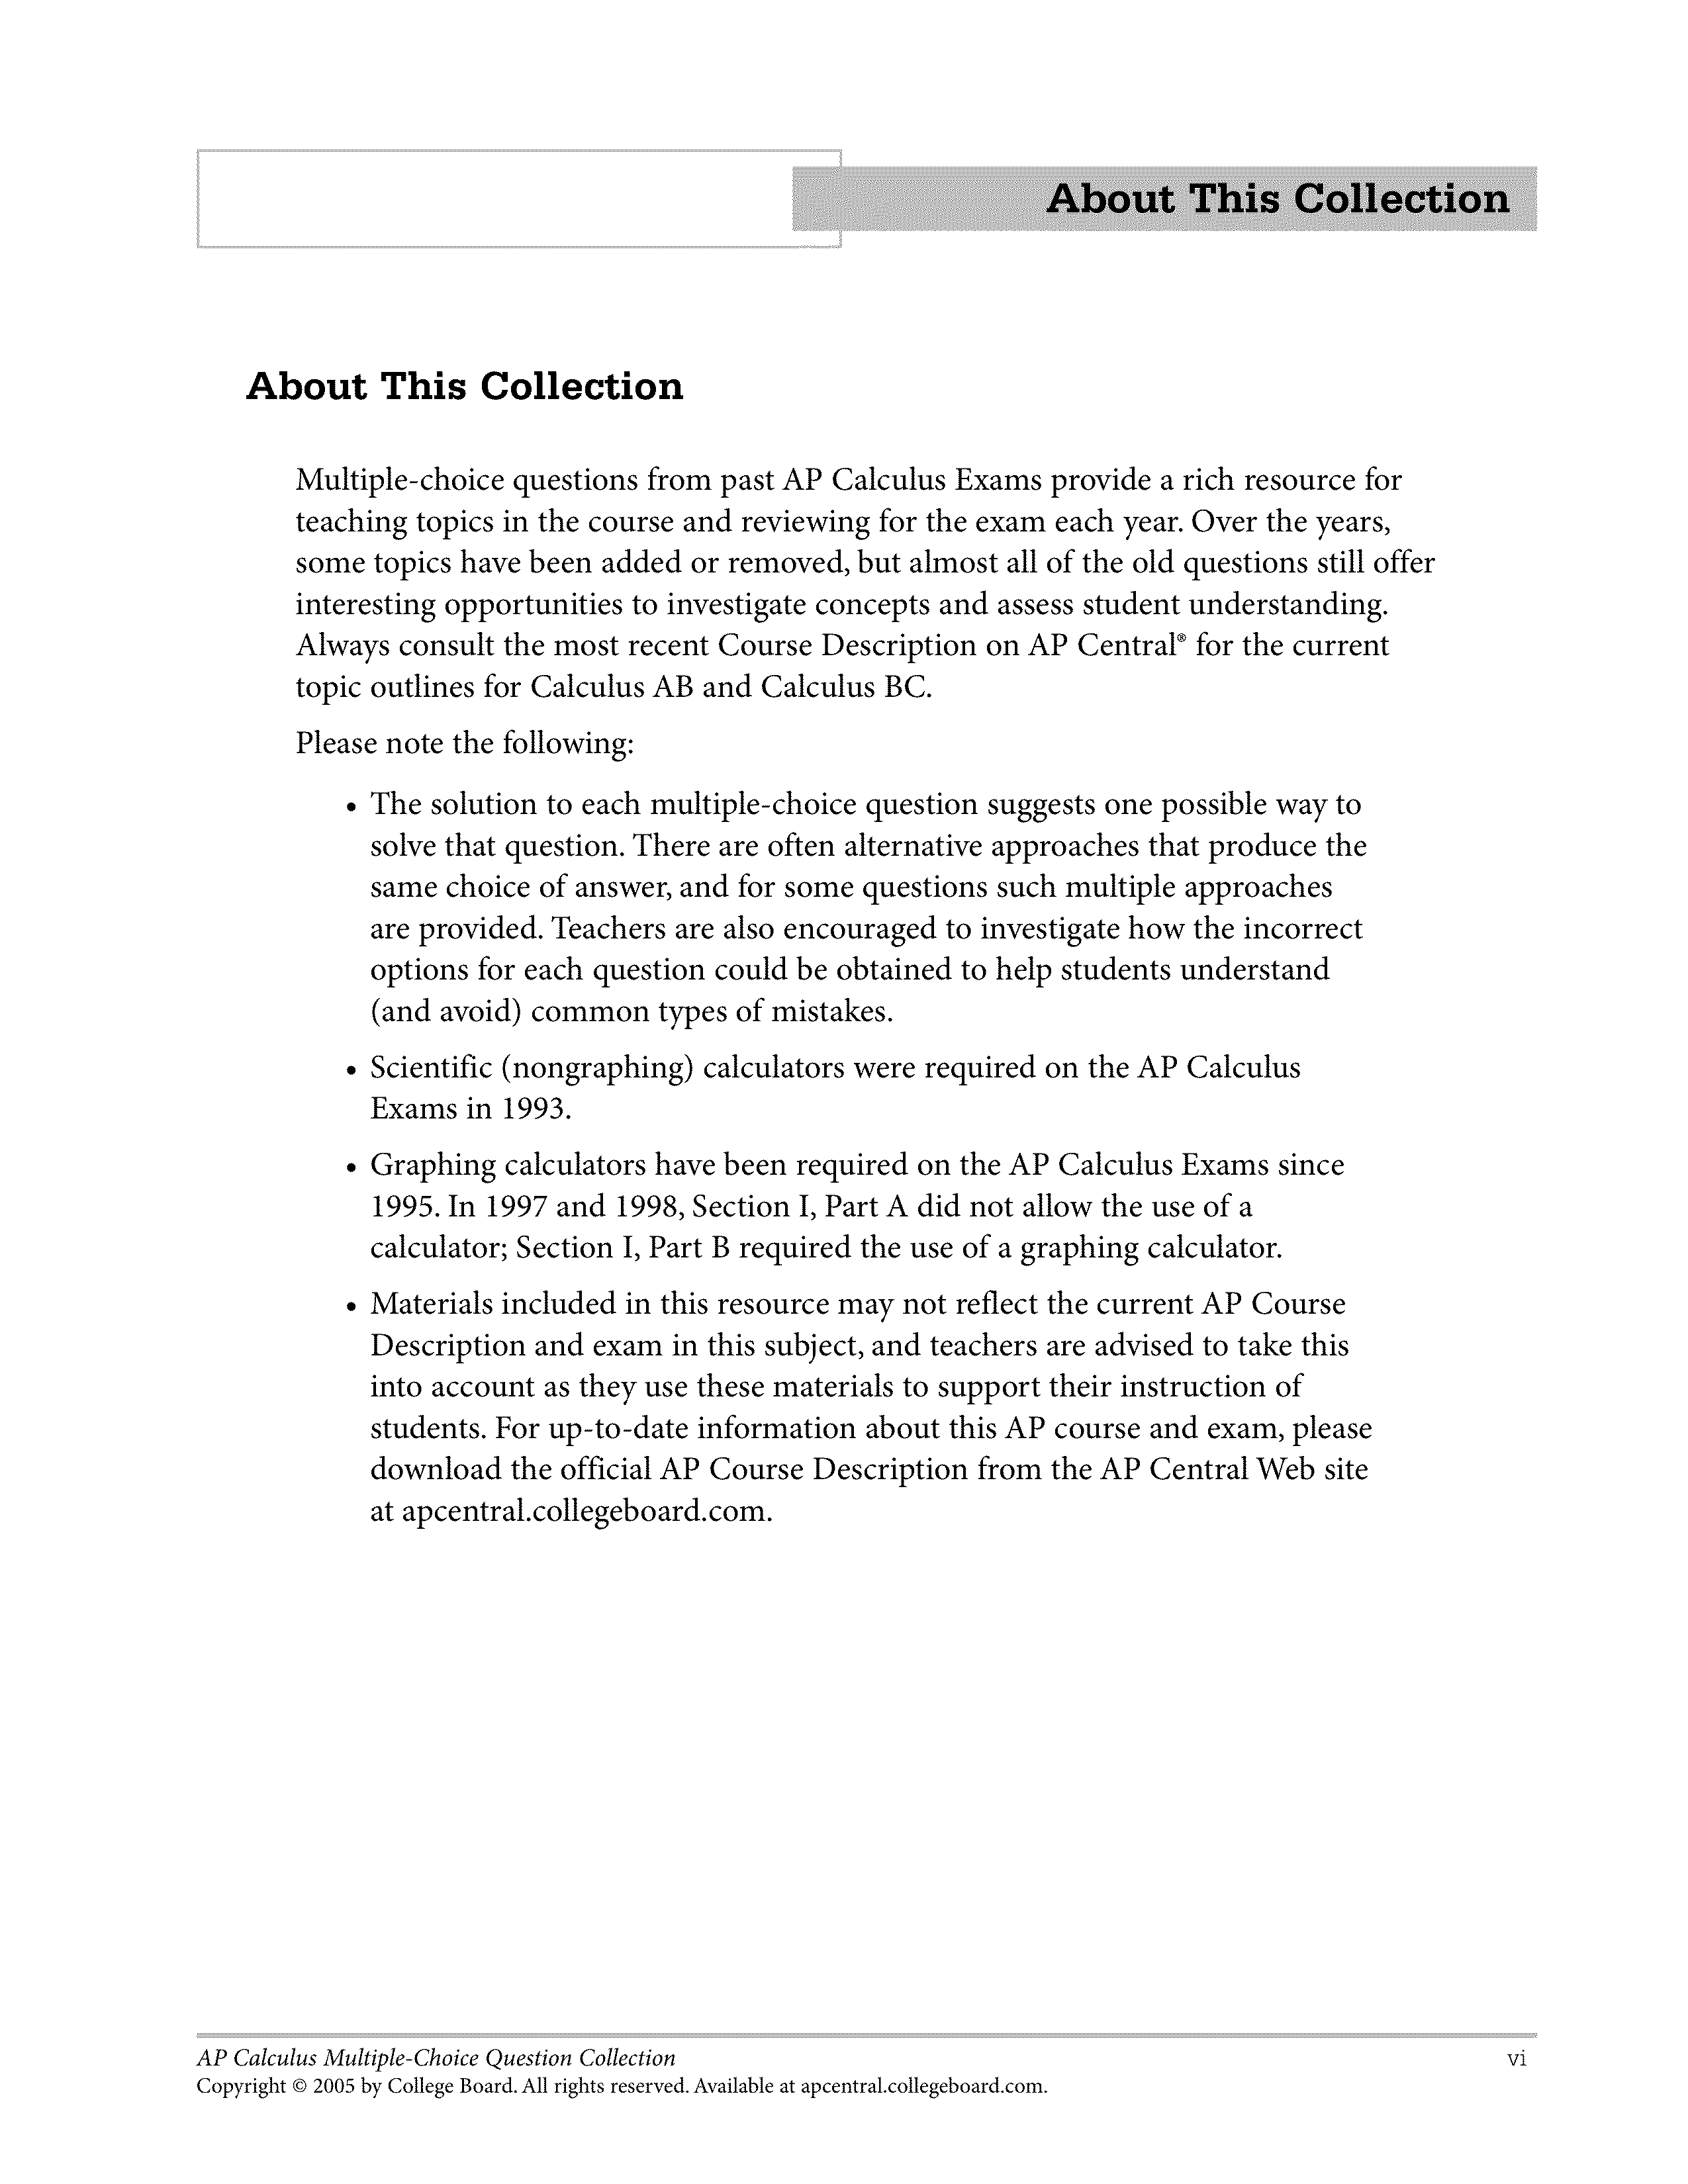 About This Collection
About This Collection
Multiple-choice questions from past AP Calculus Exams provide a rich resource for
teaching topics in the course and reviewing for the exam each year. Over the years,
some topics have been added or removed, but almost all of the old questions still offer
interesting opportunities to investigate concepts and assess student understanding.
Always consult the most recent Course Description on AP Central® for the current
topic outlines for Calculus AB and Calculus BC.
Please note the following:
• The solution to each multiple-choice question suggests one possible way to
solve that question. There are often alternative approaches that produce the
same choice of answer, and for some questions such multiple approaches
are provided. Teachers are also encouraged to investigate how the incorrect
options for each question could be obtained to help students understand
(and avoid) common types of mistakes.
• Scientific (nongraphing) calculators were required on the AP Calculus
Exams in 1993.
• Graphing calculators have been required on the AP Calculus Exams since
1995. In 1997 and 1998, Section I, Part A did not allow the use of a
calculator; Section I, Part B required the use of a graphing calculator.
• Materials included in this resource may not reflect the current AP Course
Description and exam in this subject, and teachers are advised to take this
into account as they use these materials to support their instruction of
students. For up-to-date information about this AP course and exam, please
download the official AP Course Description from the AP Central Web site
at apcentral.collegeboard.com.
AP Calculus Multiple-Choice Question Collection vi
Copyright © 2005 by College Board. All rights reserved. Available at apcentral.collegeboard.com.